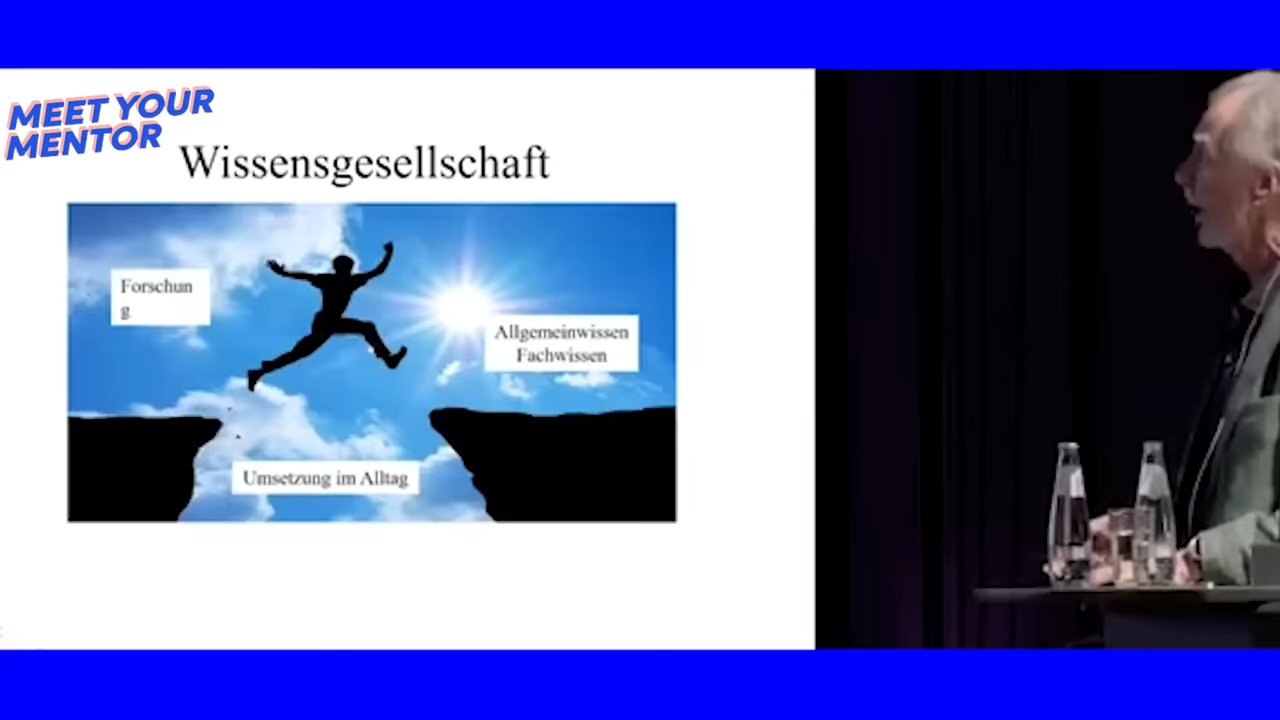 MEET YOUR
MENTOR
Wissensgesellschaft
Forschun
g
Allgemeinwissen
Fachwissen
Umsetzung im Alltag